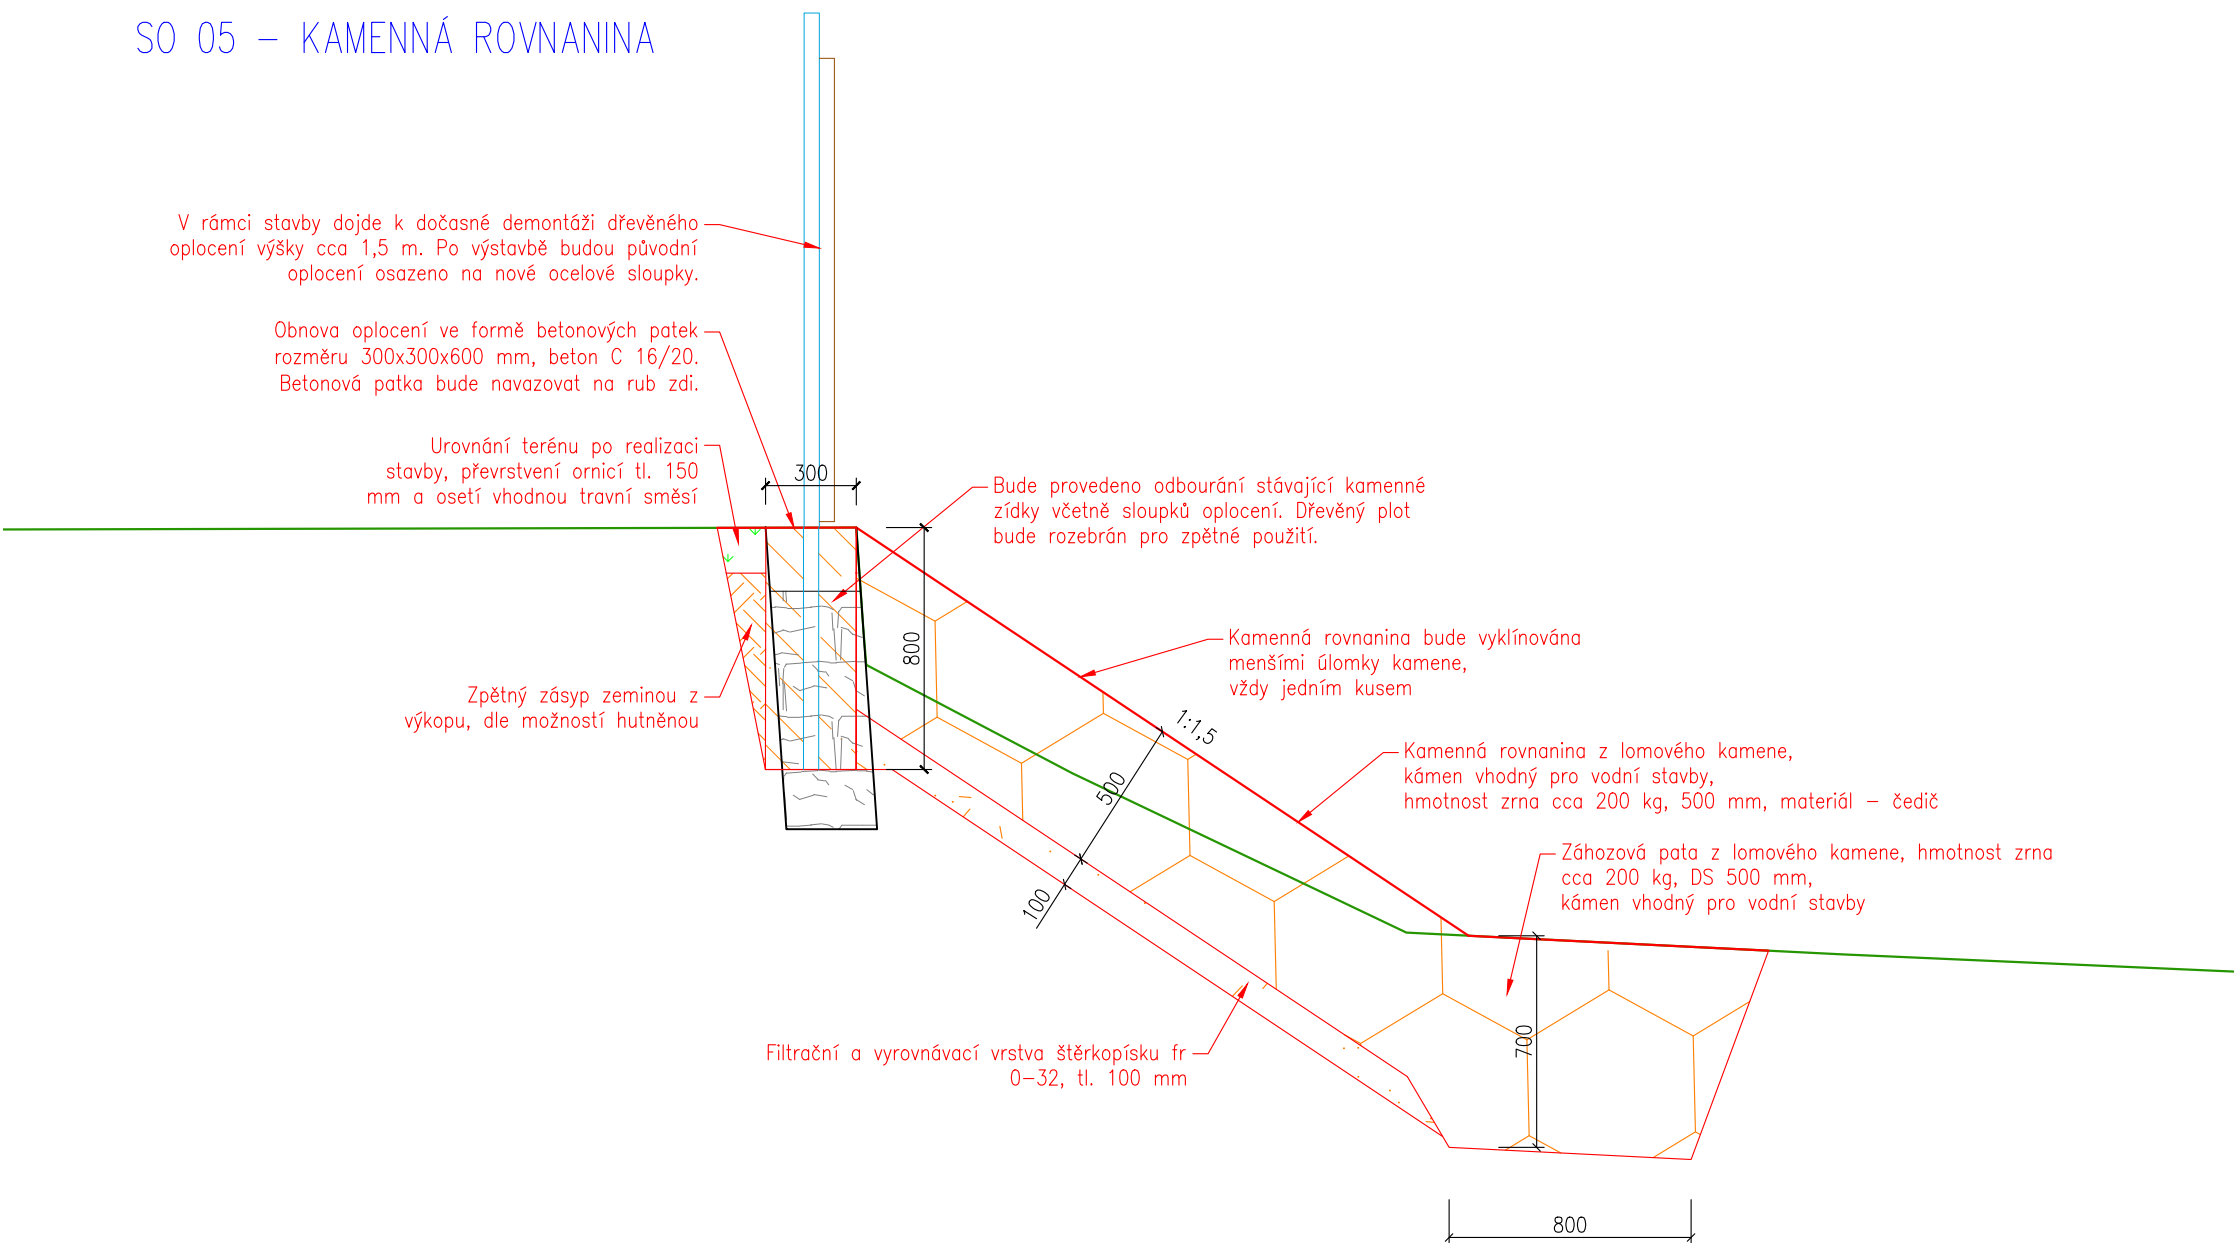 SO 05 – KAMENNÁ ROVNANINA
V rámci stavby dojde k dočasné demontáži dřevěného
oplocení výšky cca 1,5 m. Po výstavbě budou původní
oplocení osazeno na nové ocelové sloupky.
Obnova oplocení ve formě betonových patek
rozměru 300x300x600 mm, beton C 16/20.
Betonová patka bude navazovat na rub zdi.
Urovnání terénu po realizaci
stavby, převrstvení ornicí tl. 150
mm a osetí vhodnou travní směsí
300
Bude provedeno odbourání stávající kamenné
zídky včetně sloupků oplocení. Dřevěný plot
bude rozebrán pro zpětné použití.
800
Kamenná rovnanina bude vyklínována
menšími úlomky kamene,
vždy jedním kusem
Zpětný zásyp zeminou z
výkopu, dle možností hutněnou
1:1,5
Kamenná rovnanina z lomového kamene,
kámen vhodný pro vodní stavby,
hmotnost zrna cca 200 kg, 500 mm, materiál – čedič
500
100
Záhozová pata z lomového kamene, hmotnost zrna
cca 200 kg, DS 500 mm,
kámen vhodný pro vodní stavby
700
Filtrační a vyrovnávací vrstva štěrkopísku fr
0–32, tl. 100 mm
800